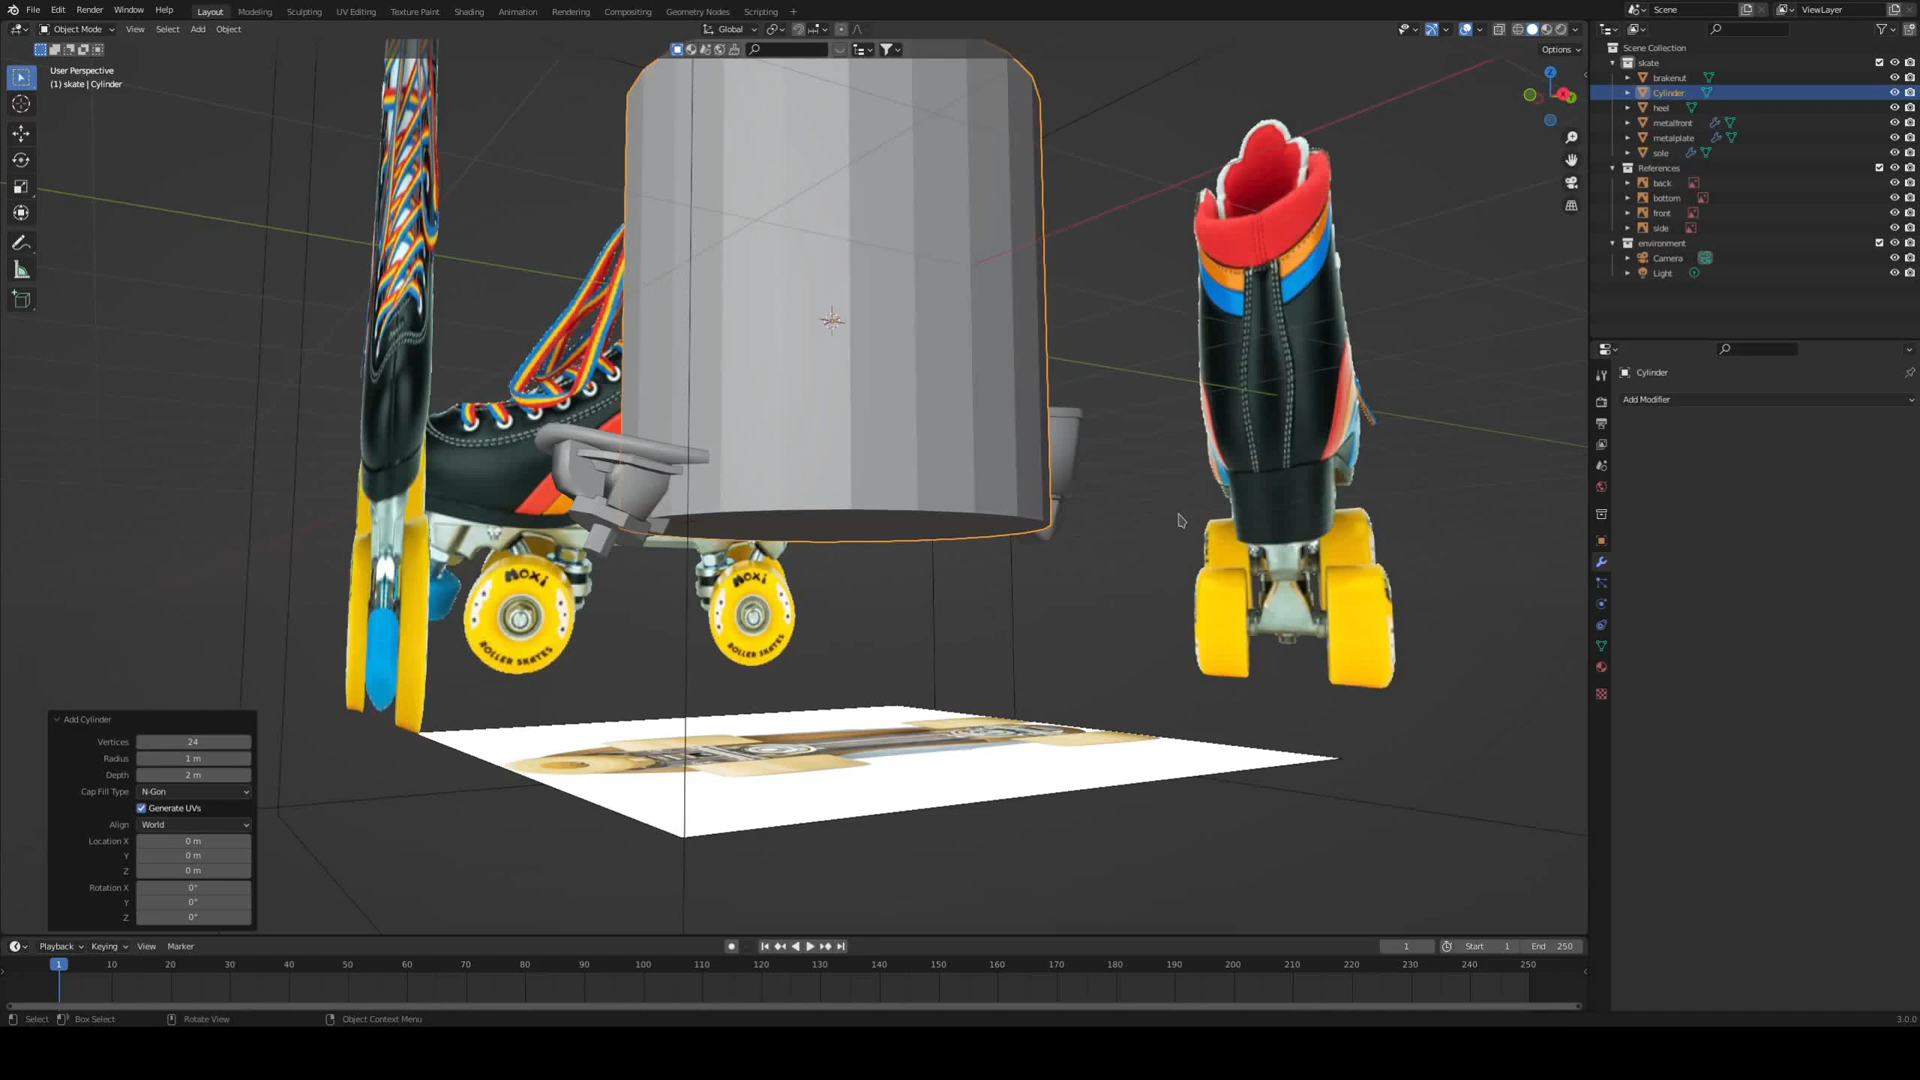 File Edit Render Window Help Layout Modeling Sculpting UV Editing Texture Paint Shading Animation Rendering Compositing Geometry Nodes Scripting + Scene ViewLayer
Object Mode View Select Add Object Global
Options
User Perspective
(1) skate | Cylinder
Z
Y
Scene Collection
skate
brakenut
Cylinder
heel
metalfront
metalplate
sole
References
back
bottom
front
side
environment
Camera
Light
Cylinder
Add Modifier
MOXI
ROLLER SKATES
MOXI
ROLLER SKATES
Add Cylinder
Vertices 24
Radius 1 m
Depth 2 m
Cap Fill Type N-Gon
Generate UVs
Align World
Location X 0 m
Y 0 m
Z 0 m
Rotation X 0°
Y 0°
Z 0°
Playback Keying View Marker 1 Start 1 End 250
1 10 20 30 40 50 60 70 80 90 100 110 120 130 140 150 160 170 180 190 200 210 220 230 240 250
Select Box Select Rotate View Object Context Menu 3.0.0